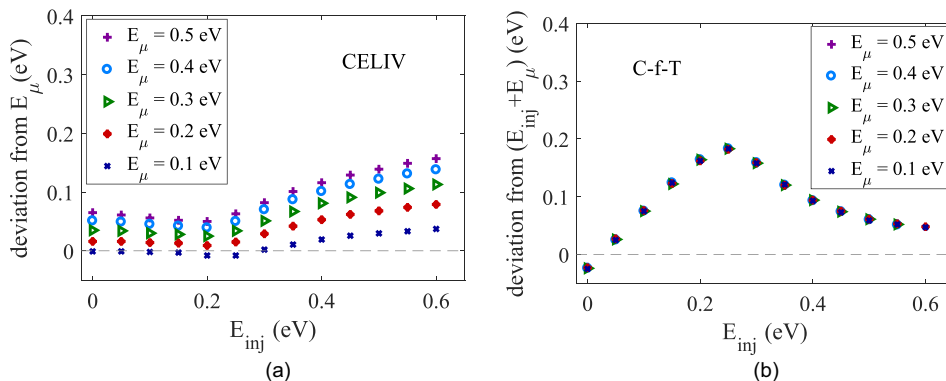 deviation from E_μ(eV)
0.4
0.3
0.2
0.1
0
E_μ = 0.5 eV
E_μ = 0.4 eV
E_μ = 0.3 eV
E_μ = 0.2 eV
E_μ = 0.1 eV
CELIV
0 0.2 0.4 0.6
E_inj (eV)
(a)
deviation from (E_inj+E_μ) (eV)
0.4
0.3
0.2
0.1
0
C-f-T
E_μ = 0.5 eV
E_μ = 0.4 eV
E_μ = 0.3 eV
E_μ = 0.2 eV
E_μ = 0.1 eV
0 0.2 0.4 0.6
E_inj (eV)
(b)